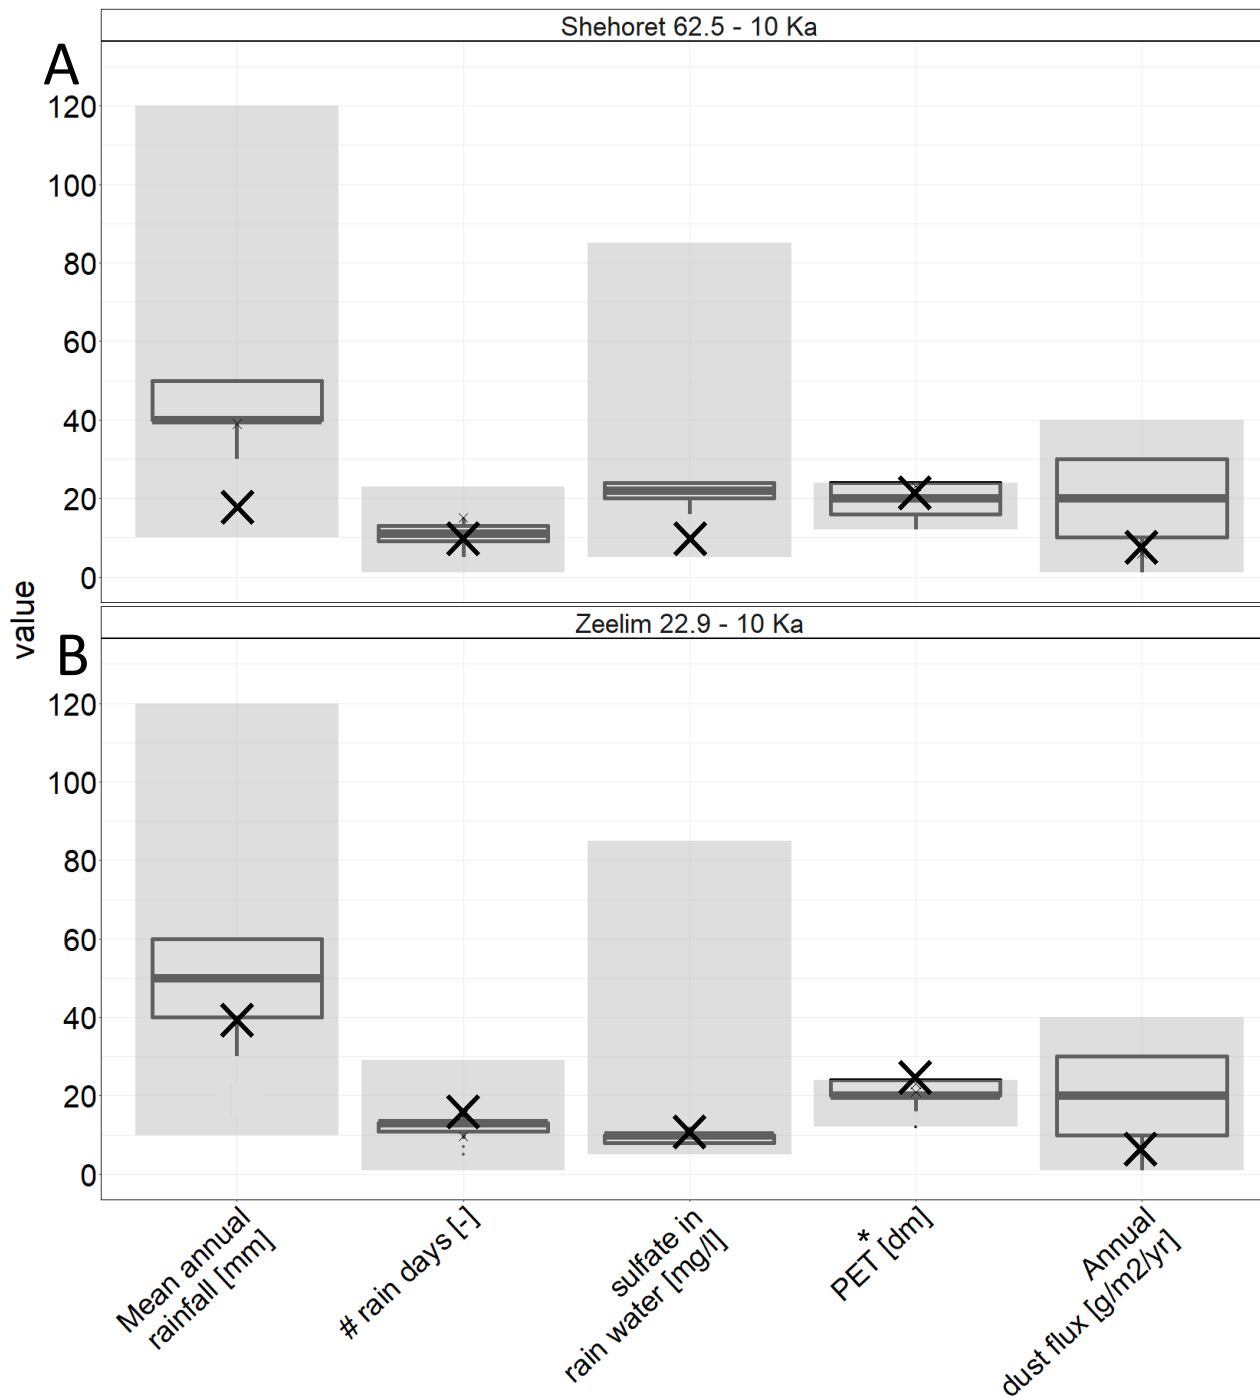 Shehoret 62.5 - 10 Ka
A
120
100
80
60
40
20
0
value
Zeelim 22.9 - 10 Ka
B
120
100
80
60
40
20
0
Mean annual
rainfall [mm]
# rain days [-]
sulfate in
rain water [mg/l]
*
PET [dm]
Annual
dust flux [g/m2/yr]